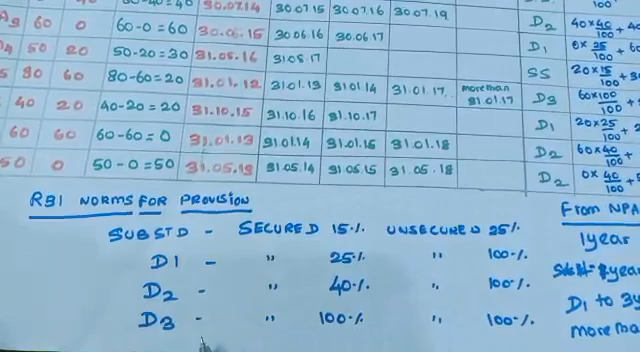 30.07.14 30.07.15 30.07.16 30.07.19 100
A3 60 0 60-0=60 30.06.15 30.06.16 30.06.17 D2 40×40/100 +
50 20 50-20=30 31.05.16 31.05.17 D1 0×25/100 +
80 60 80-60=20 31.01.12 31.01.13 31.01.14 31.01.17 more than 31.01.17 SS 20×15/100 +
40 20 40-20=20 31.10.15 31.10.16 31.10.17 D3 60×100/100 +
60 60 60-60=0 31.01.13 31.01.14 31.01.15 31.01.18 D1 20×25/100 +
50 0 50-0=50 31.05.13 31.05.14 31.05.15 31.05.18 D2 60×40/100 +
D2 0×40/100 +
RBI NORMS FOR PROVISION From NPA
SUBSTD - SECURED 15% UNSECURED 25% 1 year
D1 - " 25% " 100%
D2 - " 40% " 100% D1 to 3
D3 - " 100% " 100% more